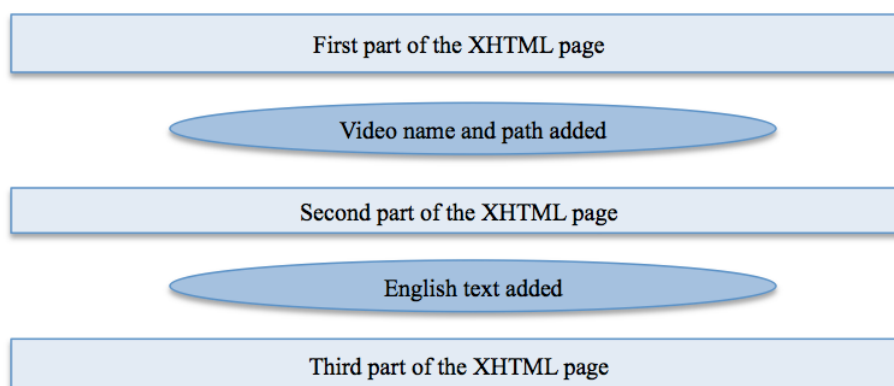 First part of the XHTML page
Video name and path added
Second part of the XHTML page
English text added
Third part of the XHTML page